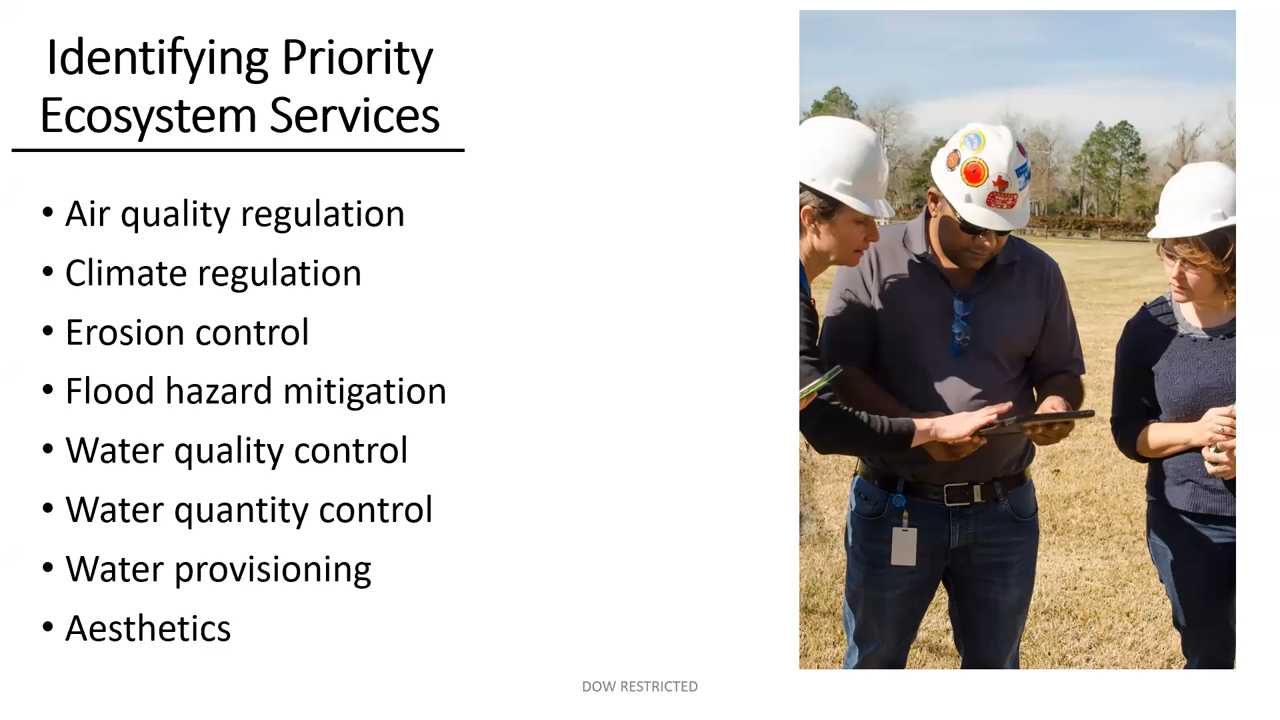 Identifying Priority
Ecosystem Services
• Air quality regulation
• Climate regulation
• Erosion control
• Flood hazard mitigation
• Water quality control
• Water quantity control
• Water provisioning
• Aesthetics
DOW RESTRICTED